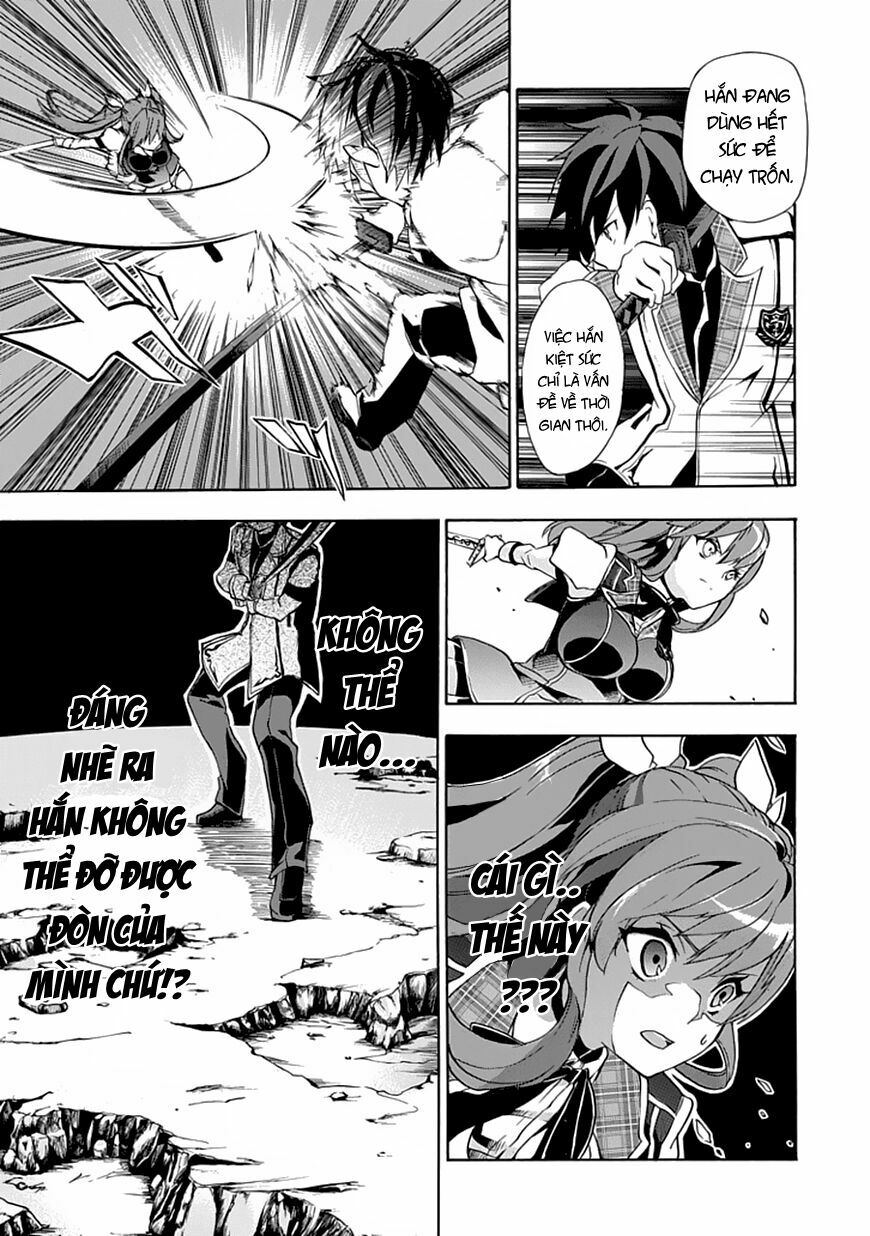 HẮN ĐANG
DÙNG HẾT
SỨC ĐỂ
CHẠY TRỐN.
VIỆC HẮN
KIỆT SỨC
CHỈ LÀ VẤN
ĐỀ VỀ THỜI
GIAN THÔI.
CÁI GÌ..
THẾ NÀY
???
KHÔNG
THỂ
NÀO...
ĐÁNG
NHẼ RA
HẮN KHÔNG
THỂ ĐỠ ĐƯỢC
ĐÒN CỦA
MÌNH CHỨ!?